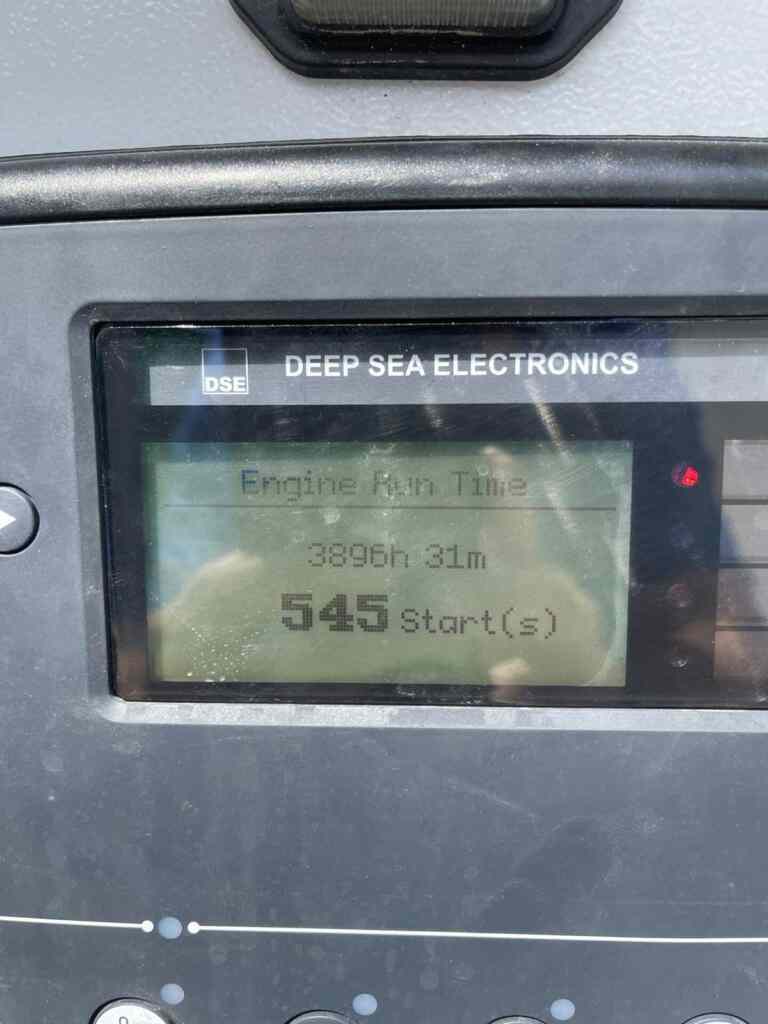 DSE
DEEP SEA ELECTRONICS
Engine Run Time
3896h 31m
545 Start(s)